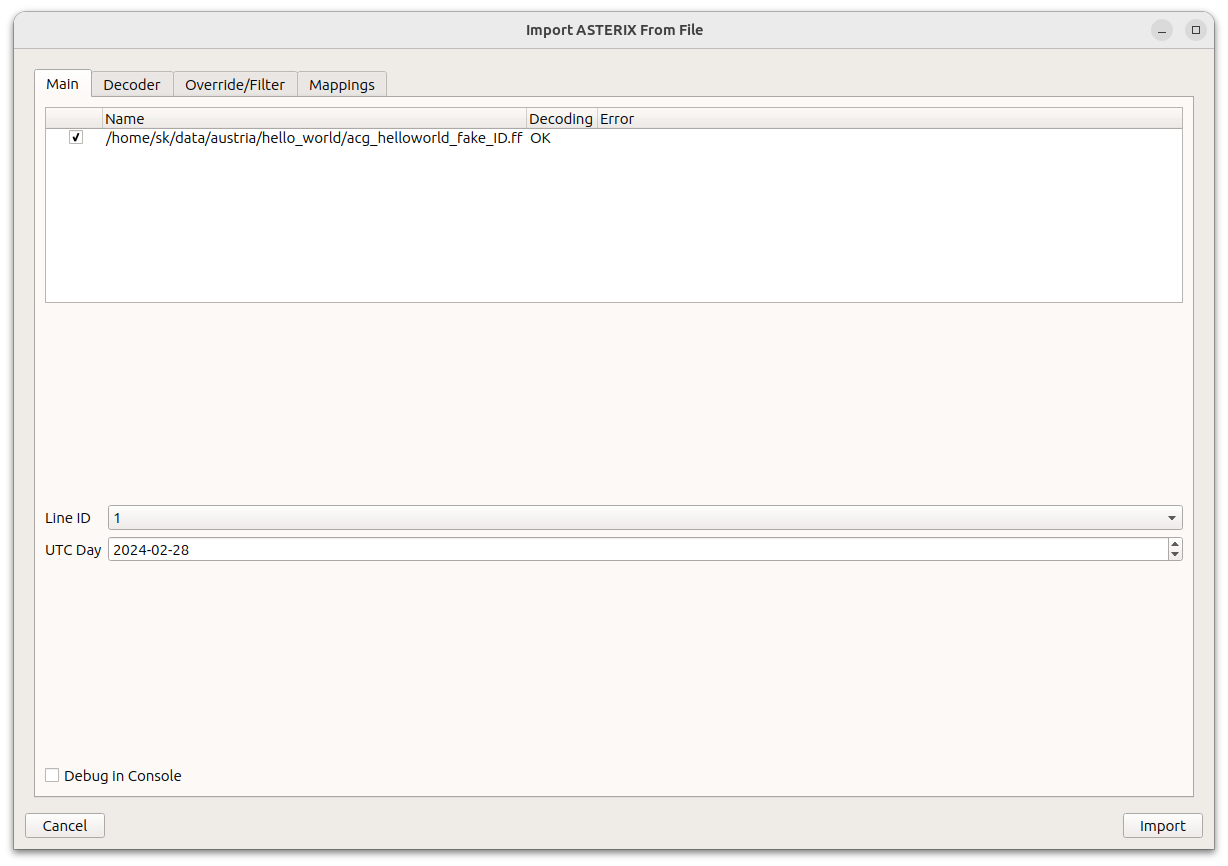 Import ASTERIX From File
Main Decoder Override/Filter Mappings
Name Decoding Error
/home/sk/data/austria/hello_world/acg_helloworld_fake_ID.ff OK
Line ID 1
UTC Day 2024-02-28
Debug in Console
Cancel Import